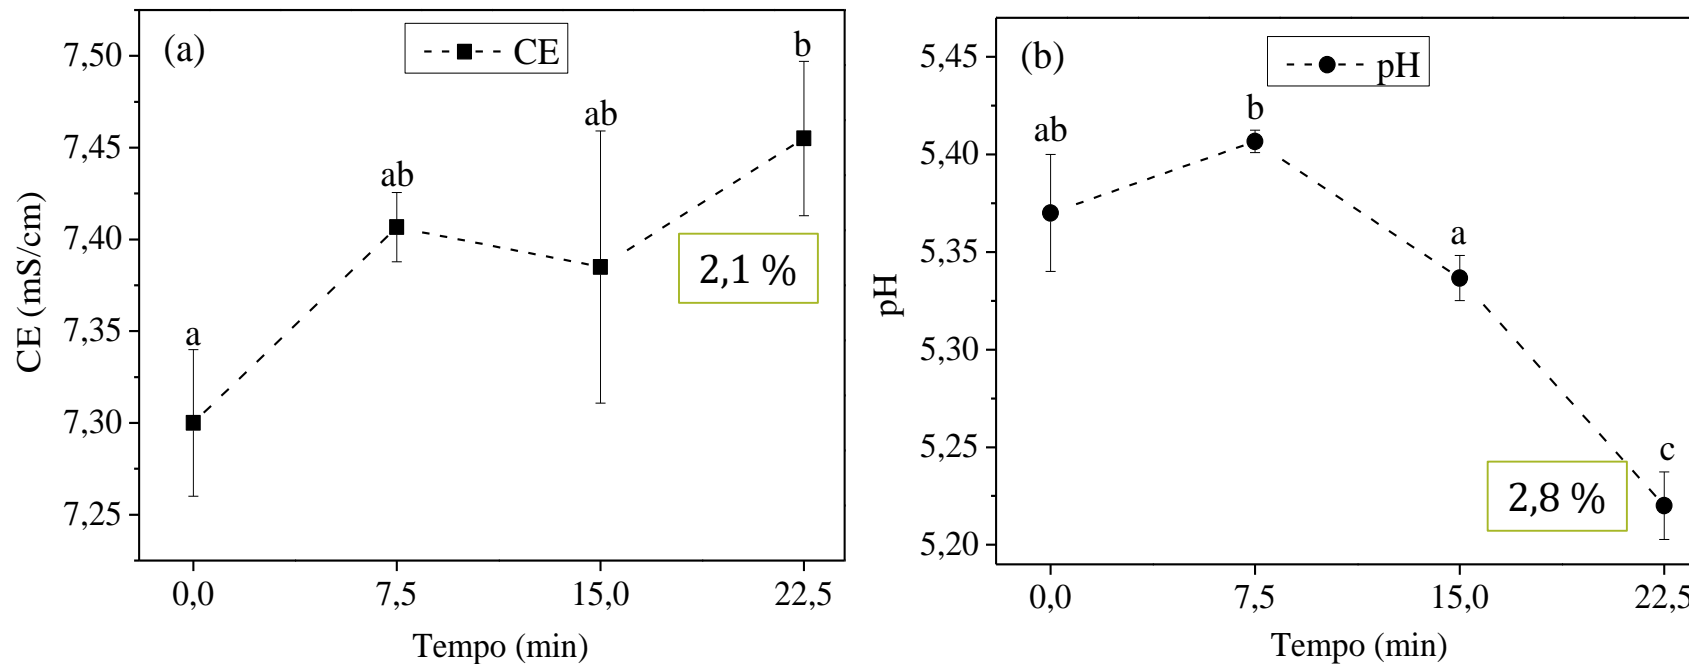 (a)
CE
7,50
7,45
7,40
7,35
7,30
7,25
CE (mS/cm)
a
ab
ab
b
2,1 %
0,0
7,5
15,0
22,5
Tempo (min)
(b)
pH
5,45
5,40
5,35
5,30
5,25
5,20
pH
ab
b
a
c
2,8 %
0,0
7,5
15,0
22,5
Tempo (min)